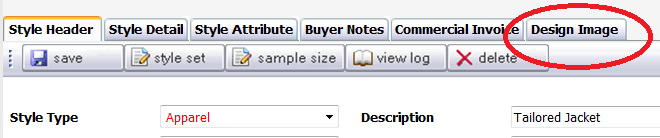 Style Header Style Detail Style Attribute Buyer Notes Commercial Invoice Design Image
save style set sample size view log delete
Style Type Apparel Description Tailored Jacket